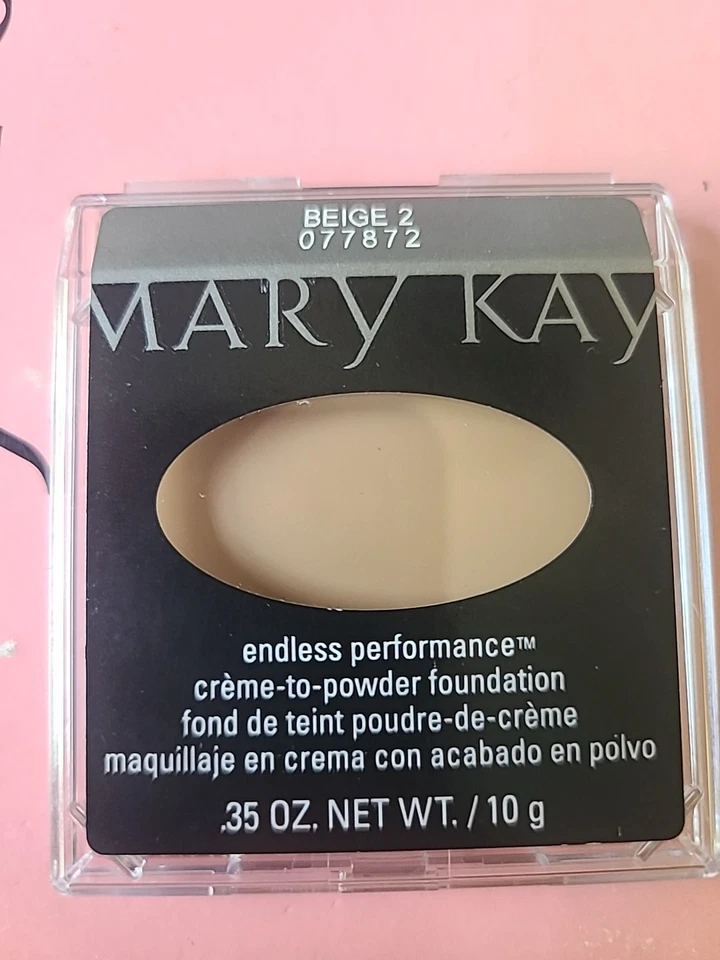 BEIGE 2
077872
MARY KAY
endless performance™
crème-to-powder foundation
fond de teint poudre-de-crème
maquillaje en crema con acabado en polvo
.35 OZ. NET WT. / 10 g